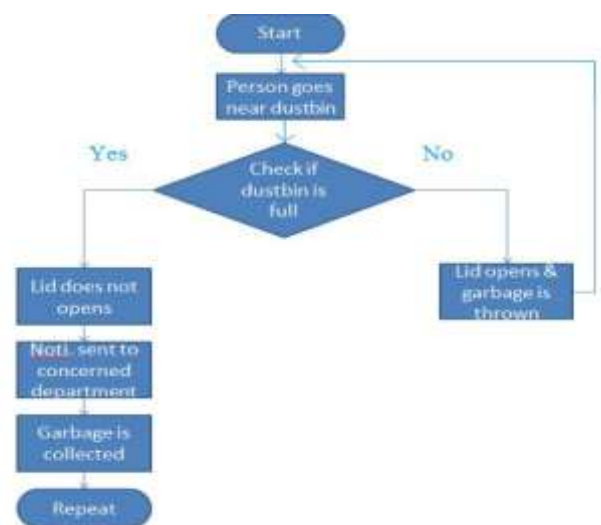 Start
Person goes
near dustbin
Yes
No
Check if
dustbin is
full
Lid does not
opens
Lid opens &
garbage is
thrown
Noti. sent to
concerned
department
Garbage is
collected
Repeat